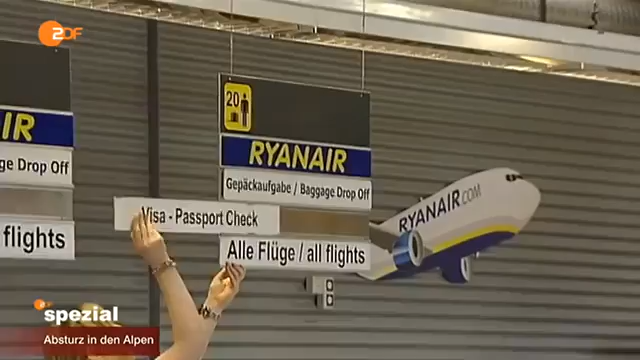 ZDF
20
RYANAIR
Gepäckaufgabe / Baggage Drop Off
Visa - Passport Check
Alle Flüge / all flights
IR
ge Drop Off
flights
RYANAIR.COM
spezial
Absturz in den Alpen